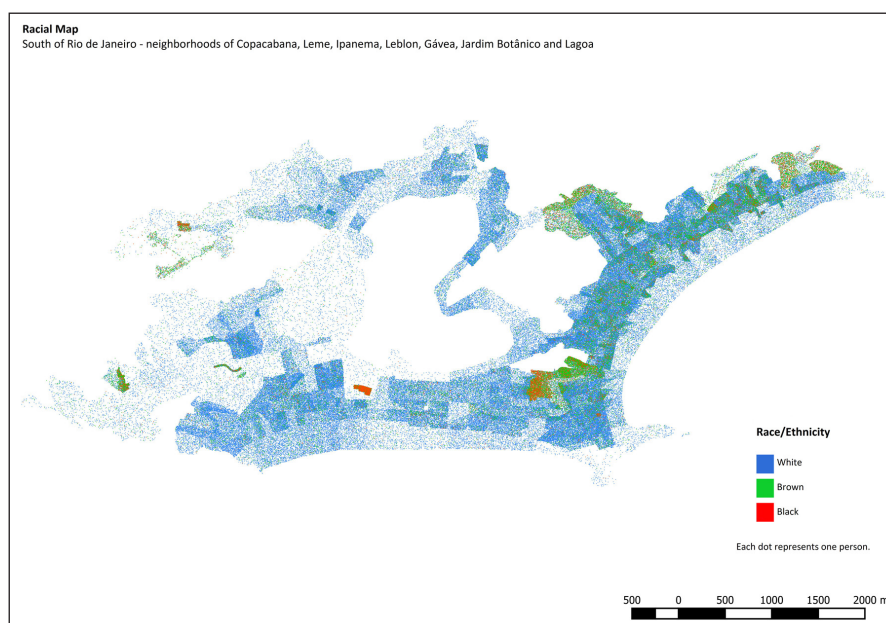 Racial Map
South of Rio de Janeiro - neighborhoods of Copacabana, Leme, Ipanema, Leblon, Gávea, Jardim Botânico and Lagoa
Race/Ethnicity
White
Brown
Black
Each dot represents one person.
500 0 500 1000 1500 2000 m